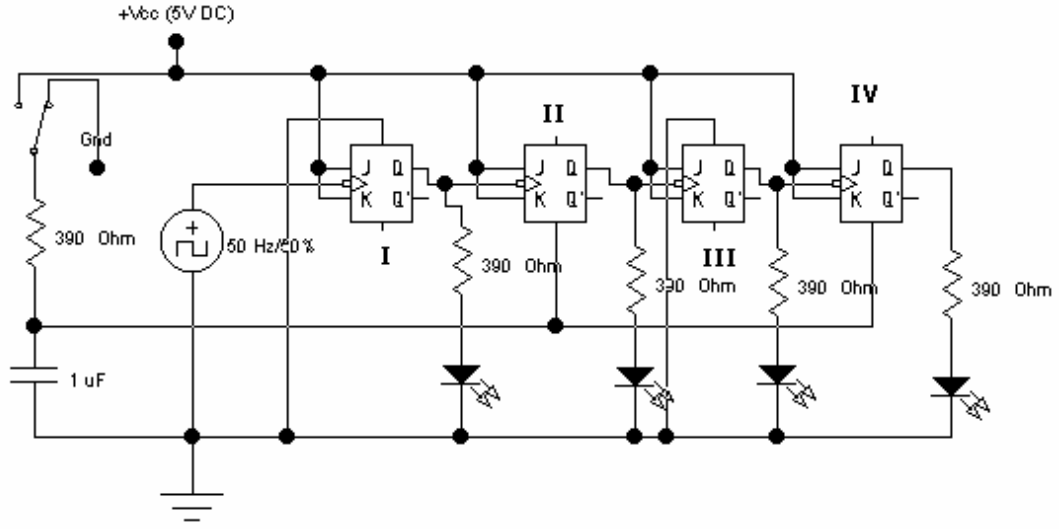 +Vcc (5V DC)
IV
II
Gnd
J Q
K Q'
J Q
K Q'
J Q
K Q'
J Q
K Q'
390 Ohm
50 Hz/50%
I
390 Ohm
390 Ohm
III
390 Ohm
390 Ohm
1 uF